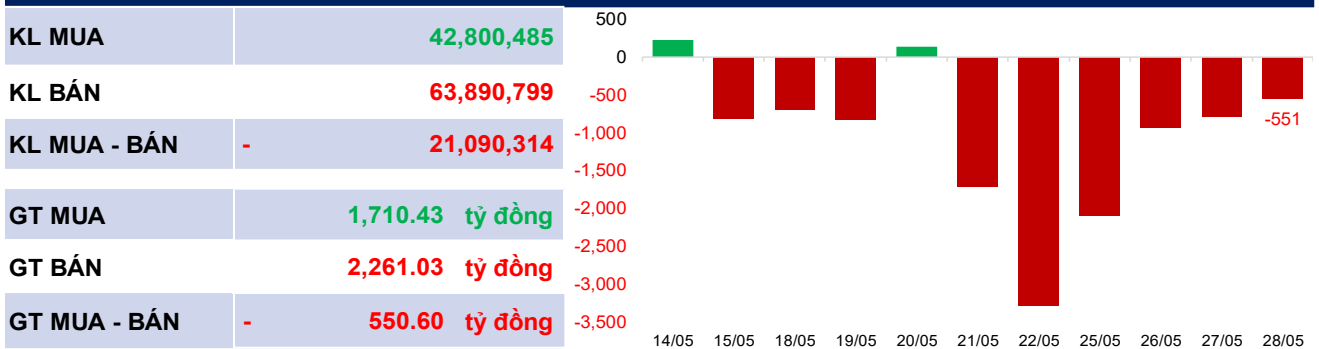 KL MUA 42,800,485
KL BÁN 63,890,799
KL MUA - BÁN - 21,090,314
GT MUA 1,710.43 tỷ đồng
GT BÁN 2,261.03 tỷ đồng
GT MUA - BÁN - 550.60 tỷ đồng
500
0
-500
-1,000
-1,500
-2,000
-2,500
-3,000
-3,500
-551
14/05 15/05 18/05 19/05 20/05 21/05 22/05 25/05 26/05 27/05 28/05